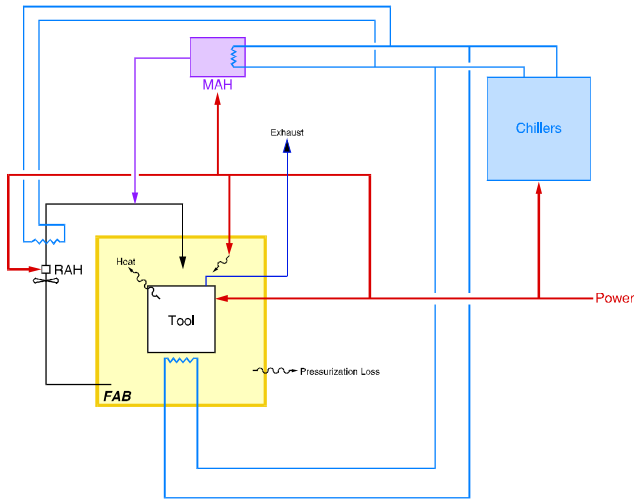 MAH
Chillers
Exhaust
RAH
Heat
Power
Tool
Pressurization Loss
FAB